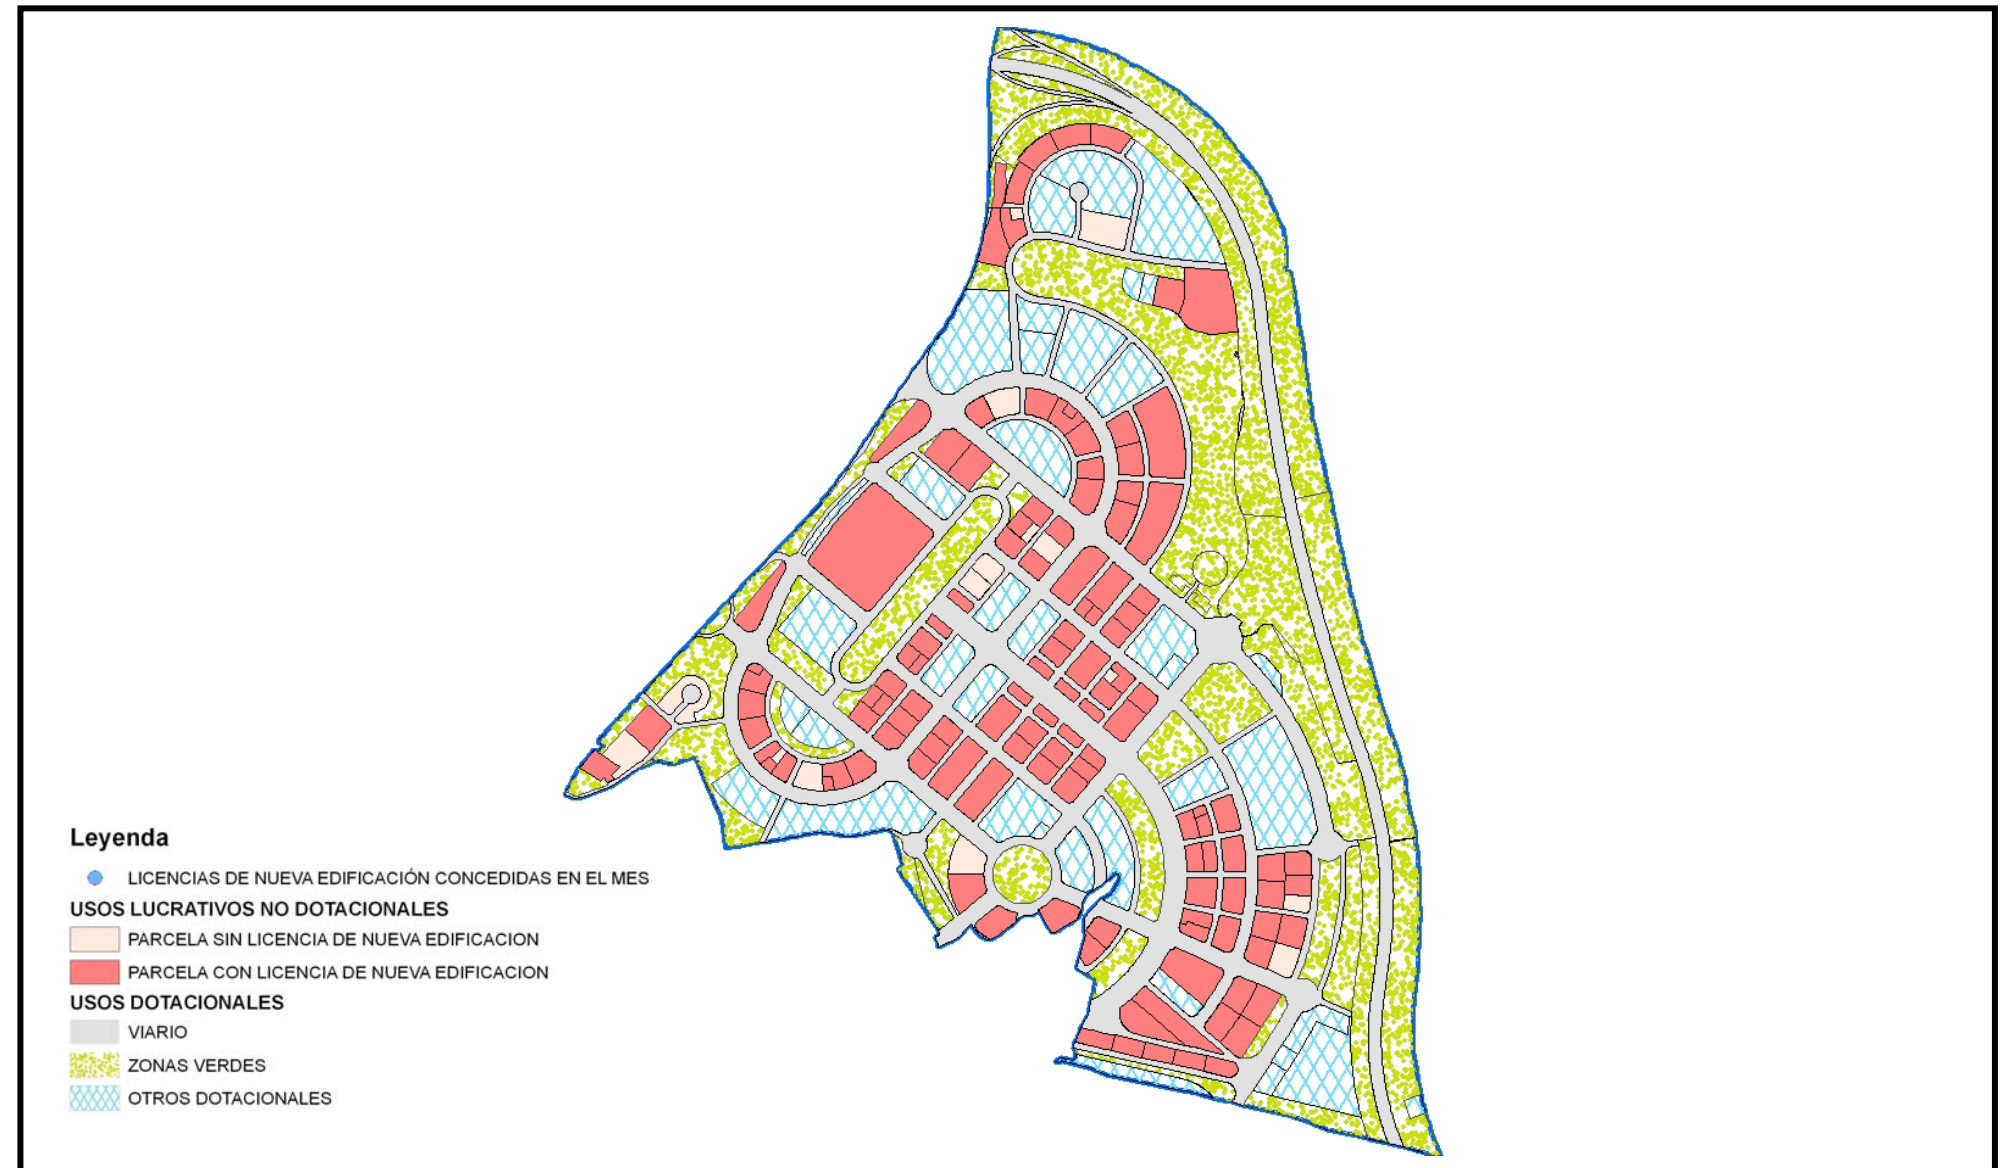 Leyenda
LICENCIAS DE NUEVA EDIFICACIÓN CONCEDIDAS EN EL MES
USOS LUCRATIVOS NO DOTACIONALES
PARCELA SIN LICENCIA DE NUEVA EDIFICACION
PARCELA CON LICENCIA DE NUEVA EDIFICACION
USOS DOTACIONALES
VIARIO
ZONAS VERDES
OTROS DOTACIONALES